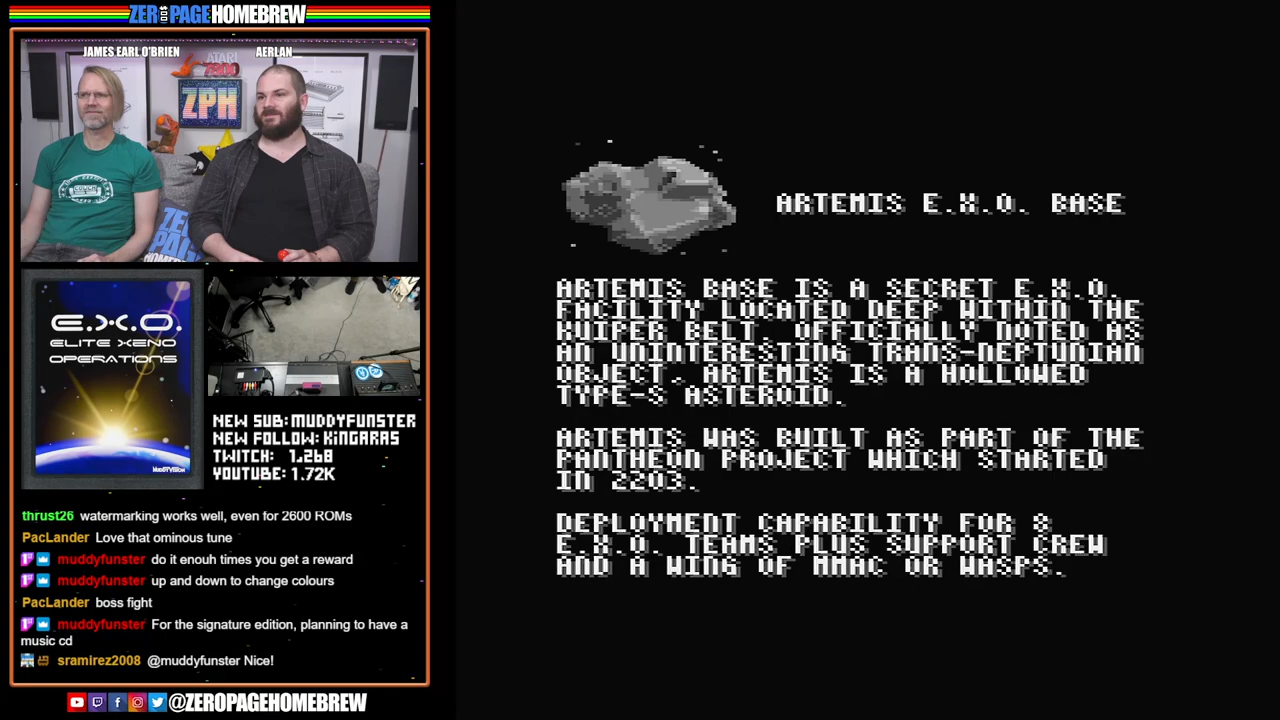 ZERO PAGE HOMEBREW
JAMES EARL O'BRIEN
AERLAN
ATARI
7800
ZPH
E.X.O.
ELITE XENO
OPERATIONS
NEW SUB: MUDDYFUNSTER
NEW FOLLOW: KINGARAS
TWITCH: 1,268
YOUTUBE: 1.72K
thrust26 watermarking works well, even for 2600 ROMs
PacLander Love that ominous tune
muddyfunster do it enouh times you get a reward
muddyfunster up and down to change colours
PacLander boss fight
muddyfunster For the signature edition, planning to have a
music cd
sramirez2008 @muddyfunster Nice!
@ZEROPAGEHOMEBREW
ARTEMIS E.X.O. BASE
ARTEMIS BASE IS A SECRET E.X.O.
FACILITY LOCATED DEEP WITHIN THE
KUIPER BELT. OFFICIALLY NOTED AS
AN UNINTERESTING TRANS-NEPTUNIAN
OBJECT. ARTEMIS IS A HOLLOWED
TYPE-S ASTEROID.
ARTEMIS WAS BUILT AS PART OF THE
PANTHEON PROJECT WHICH STARTED
IN 2203.
DEPLOYMENT CAPABILITY FOR 8
E.X.O. TEAMS PLUS SUPPORT CREW
AND A WING OF MMAC OR WASPS.